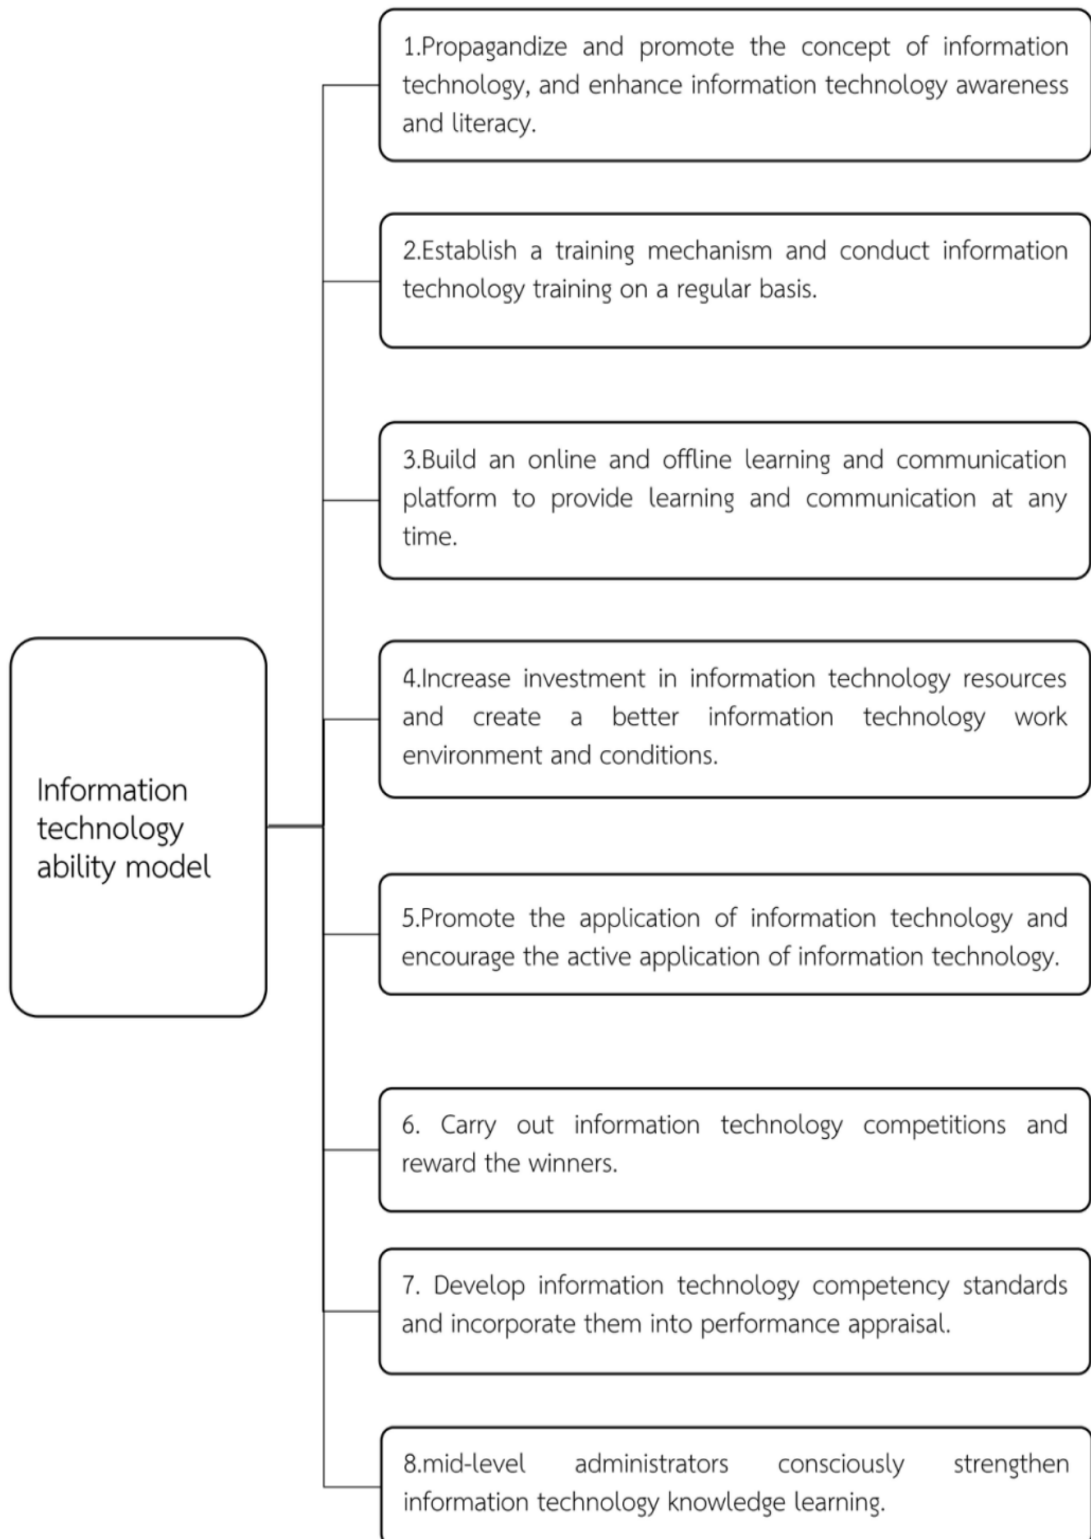 1.Propagandize and promote the concept of information
technology, and enhance information technology awareness
and literacy.
2.Establish a training mechanism and conduct information
technology training on a regular basis.
3.Build an online and offline learning and communication
platform to provide learning and communication at any
time.
4.Increase investment in information technology resources
and create a better information technology work
environment and conditions.
Information
technology
ability model
5.Promote the application of information technology and
encourage the active application of information technology.
6. Carry out information technology competitions and
reward the winners.
7. Develop information technology competency standards
and incorporate them into performance appraisal.
8.mid-level administrators consciously strengthen
information technology knowledge learning.